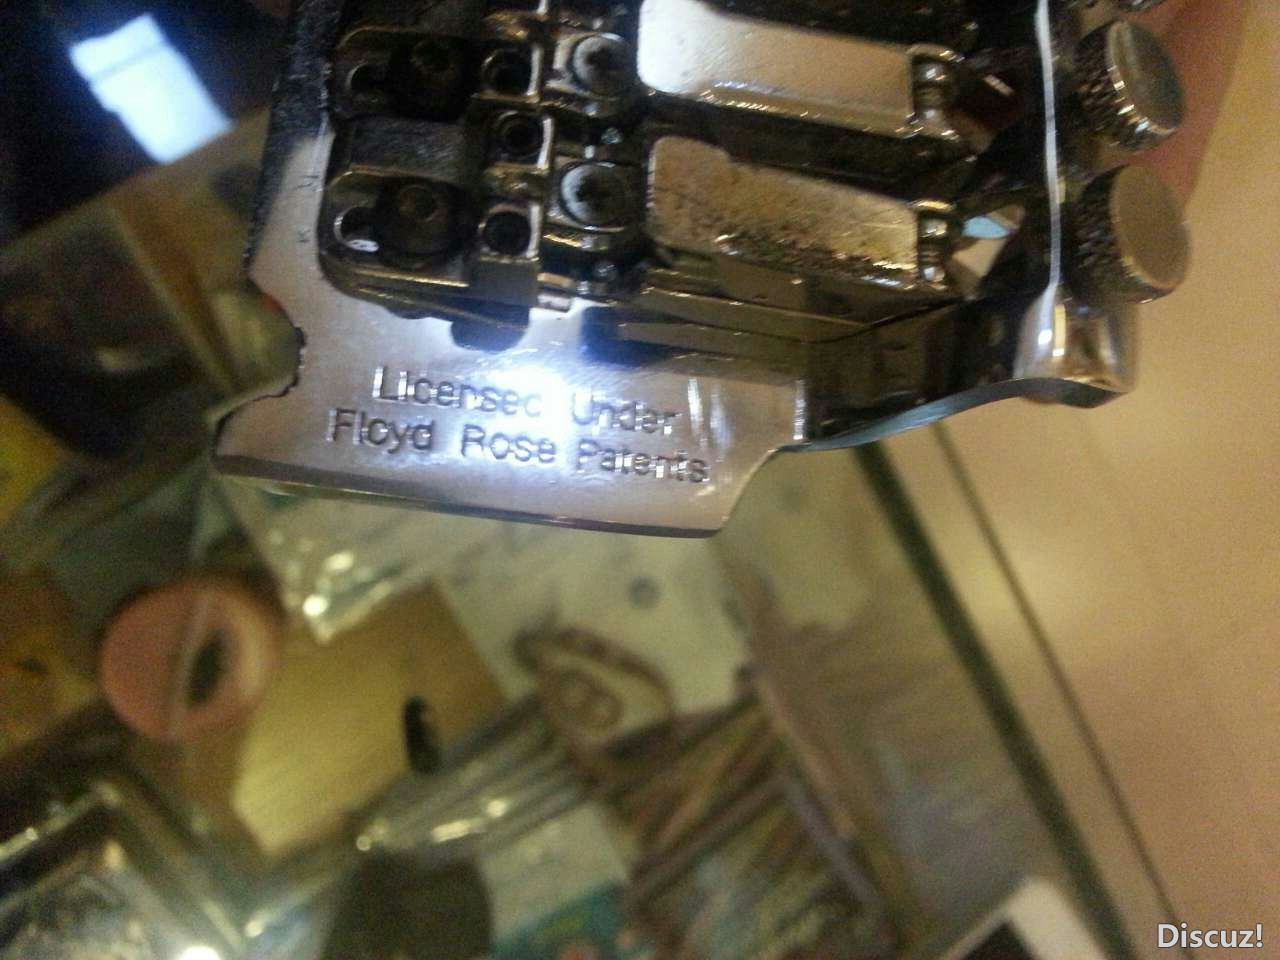 Licensed Under
Floyd Rose Patents
Discuz!